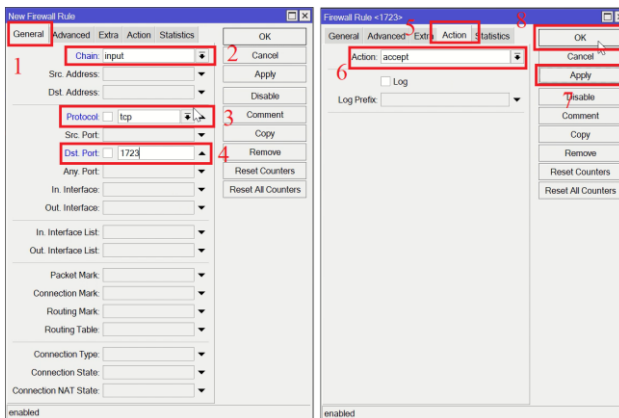 New Firewall Rule
General Advanced Extra Action Statistics
1
Chain: input
2
Src. Address:
Dst. Address:
Protocol: tcp
3
Src. Port:
Dst. Port: 1723
4
Any. Port:
In. Interface:
Out. Interface:
In. Interface List:
Out. Interface List:
Packet Mark:
Connection Mark:
Routing Mark:
Routing Table:
Connection Type:
Connection State:
Connection NAT State:
enabled
OK
Cancel
Apply
Disable
Comment
Copy
Remove
Reset Counters
Reset All Counters
Firewall Rule <1723>
5
8
General Advanced Extra Action Statistics
6
Action: accept
Log
Log Prefix:
enabled
OK
Cancel
Apply
7
Disable
Comment
Copy
Remove
Reset Counters
Reset All Counters